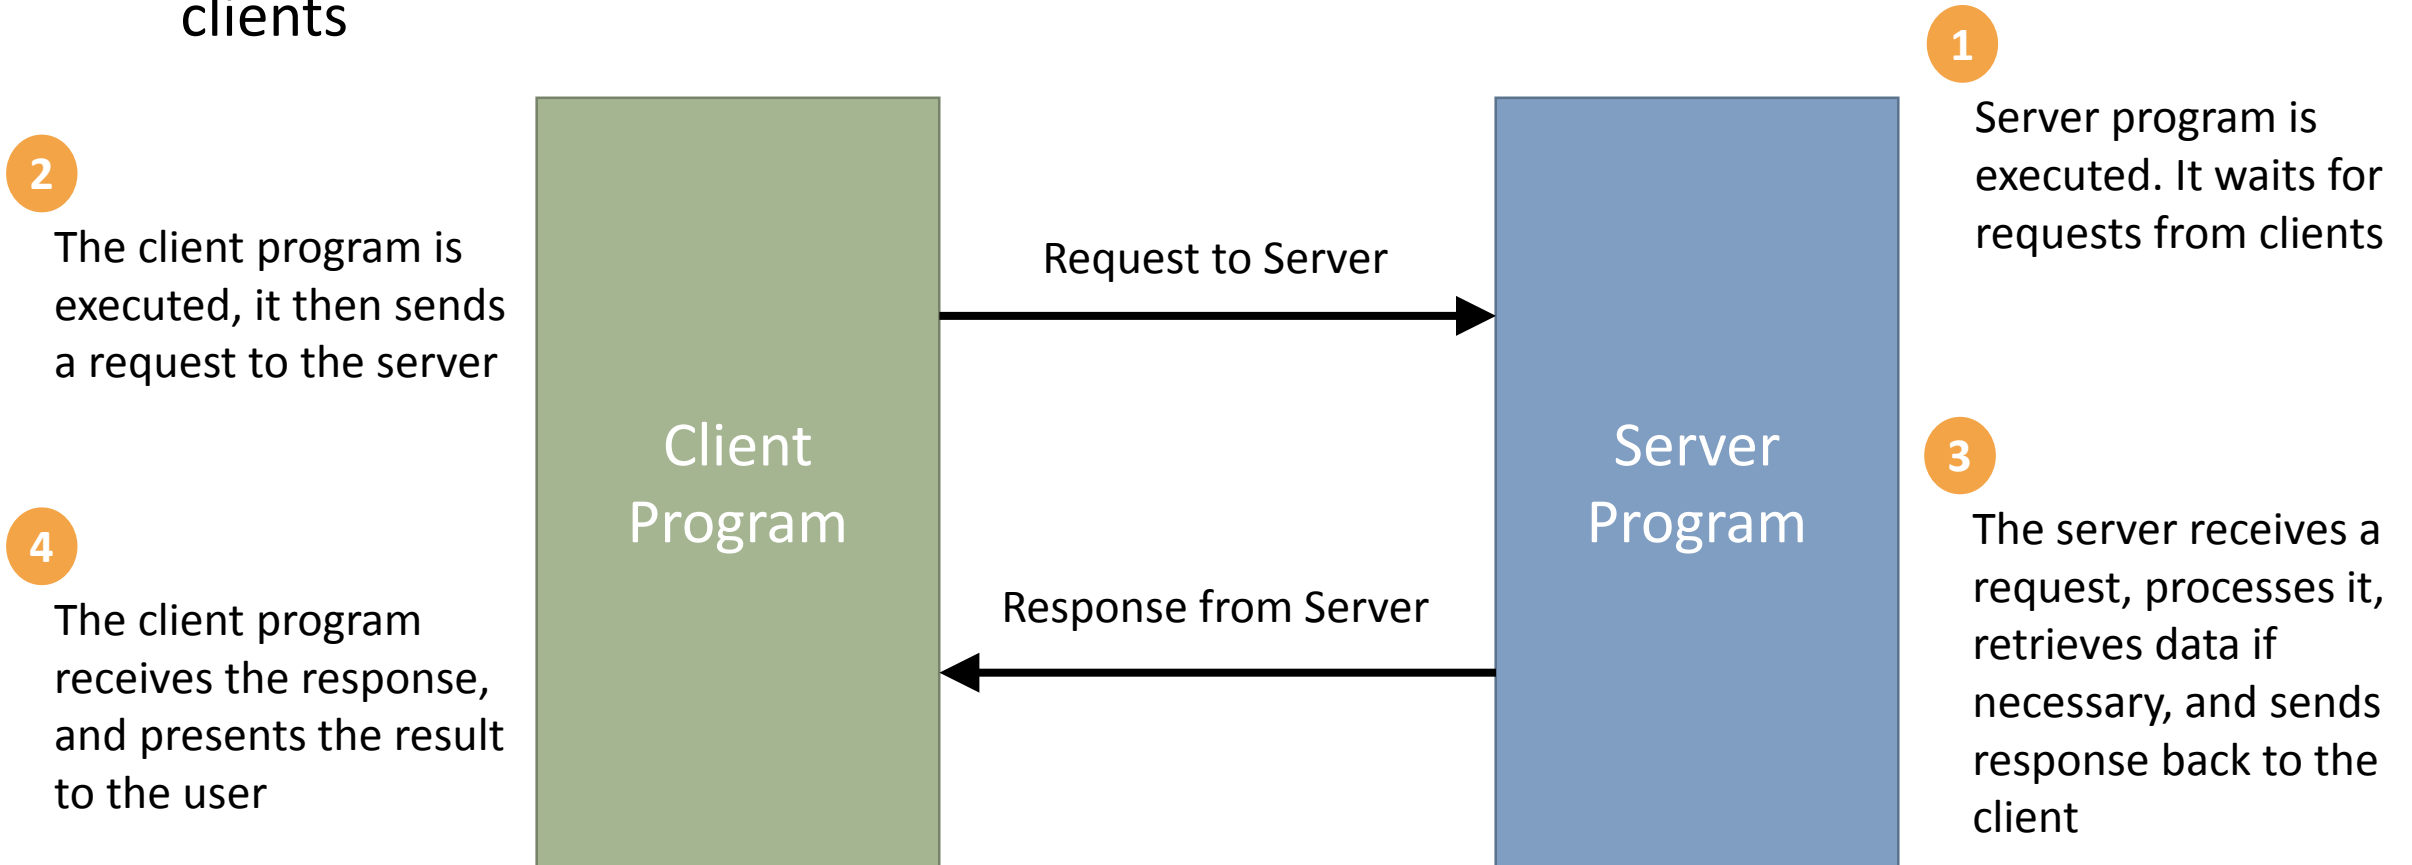 clients
1
Server program is
executed. It waits for
requests from clients
2
The client program is
executed, it then sends
a request to the server
Request to Server
Client
Program
Server
Program
3
The server receives a
request, processes it,
retrieves data if
necessary, and sends
response back to the
client
4
The client program
receives the response,
and presents the result
to the user
Response from Server